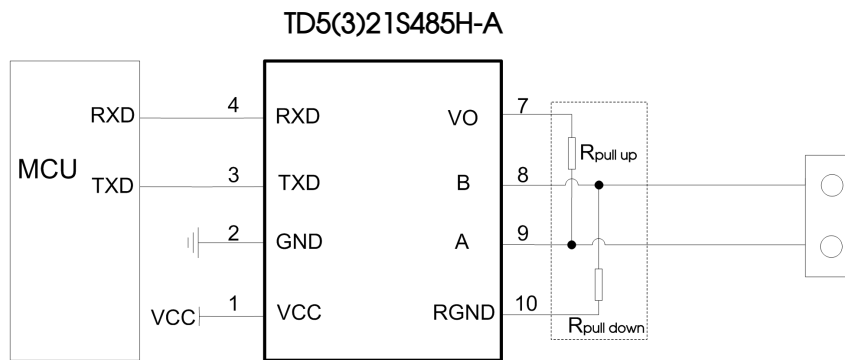 TD5(3)21S485H-A
RXD 4 RXD VO 7
Rpull up
MCU TXD 3 TXD B 8
2 GND A 9
VCC 1 VCC RGND 10
Rpull down